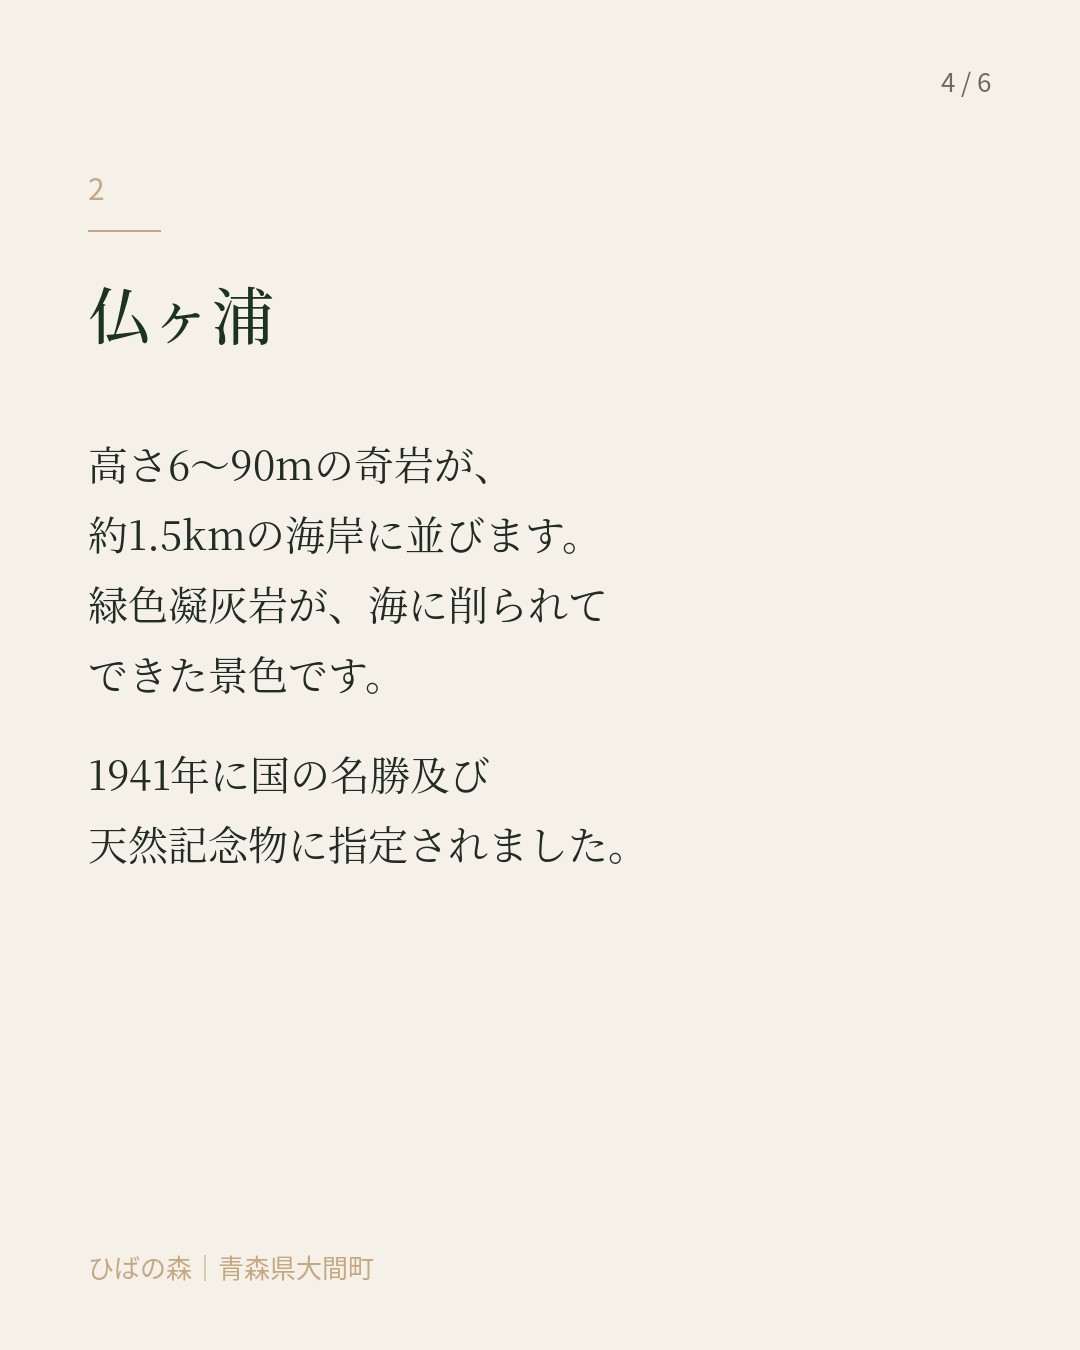 4 / 6
2
仏ヶ浦
高さ6〜90mの奇岩が、
約1.5kmの海岸に並びます。
緑色凝灰岩が、海に削られて
できた景色です。
1941年に国の名勝及び
天然記念物に指定されました。
ひばの森｜青森県大間町